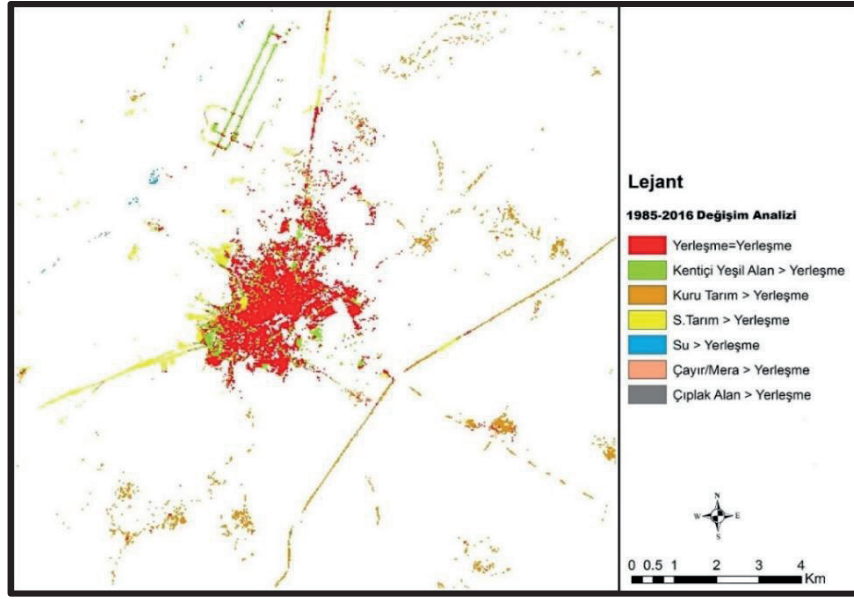 Lejant
1985-2016 Değişim Analizi
Yerleşme=Yerleşme
Kentiçi Yeşil Alan > Yerleşme
Kuru Tarım > Yerleşme
S.Tarım > Yerleşme
Su > Yerleşme
Çayır/Mera > Yerleşme
Çıplak Alan > Yerleşme
N
W E
S
0 0.5 1 2 3 4
Km